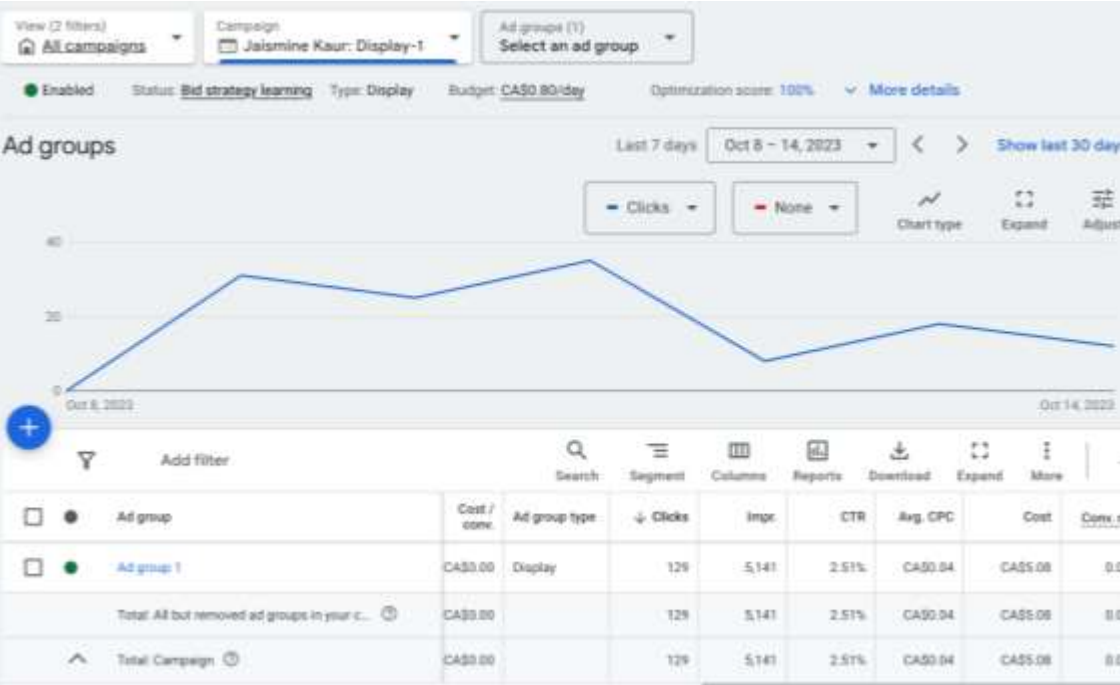 View (2 filters)
All campaigns
Campaign
Jaismine Kaur: Display-1
Ad groups (1)
Select an ad group
Enabled Status: Bid strategy learning Type: Display Budget: CA$0.80/day Optimization score: 100% More details
Ad groups
Last 7 days Oct 8 – 14, 2023 Show last 30 day
Clicks None
Chart type Expand Adjust
40
20
0
Oct 8, 2023 Oct 14, 2023
Add filter
Search Segment Columns Reports Download Expand More
Ad group Cost / conv. Ad group type Clicks Impr. CTR Avg. CPC Cost Conv.
Ad group 1 CA$0.00 Display 129 5,141 2.51% CA$0.04 CA$5.08 0.0
Total: All but removed ad groups in your c... CA$0.00 129 5,141 2.51% CA$0.04 CA$5.08 0.0
Total: Campaign CA$0.00 129 5,141 2.51% CA$0.04 CA$5.08 0.0